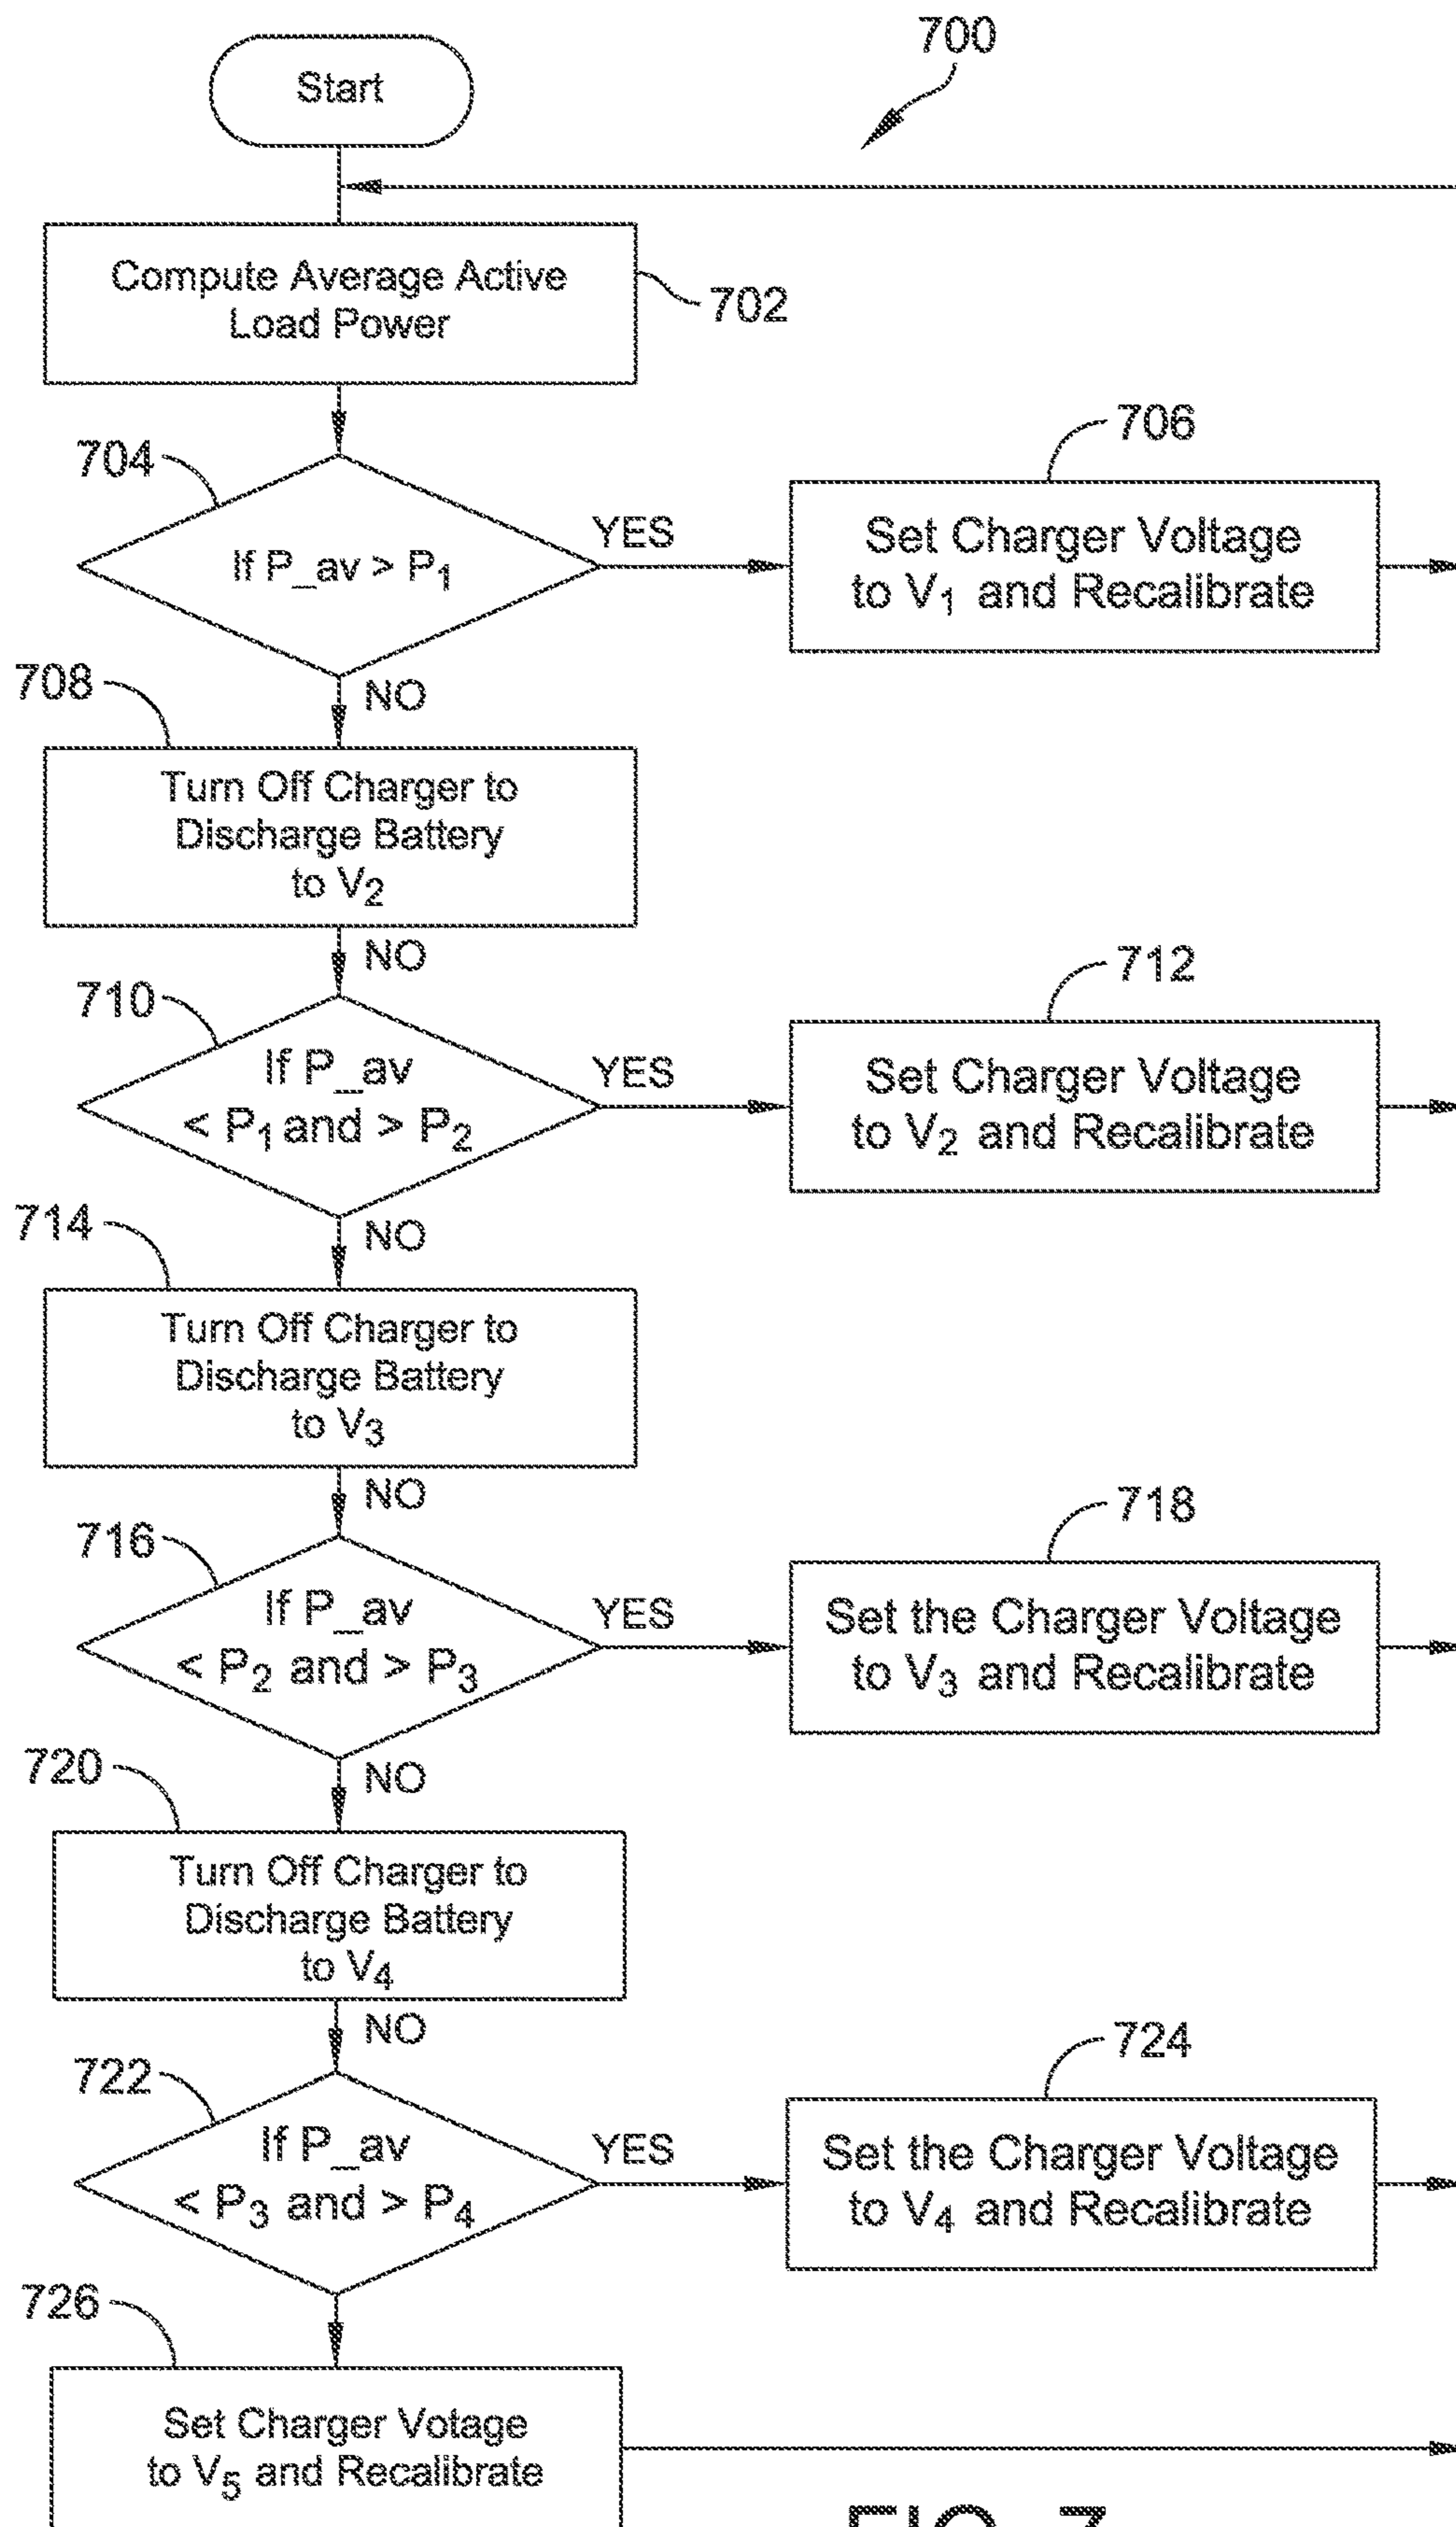 700
Start
Compute Average Active
Load Power
702
704
If P_av > P₁
YES
706
Set Charger Voltage
to V₁ and Recalibrate
NO
708
Turn Off Charger to
Discharge Battery
to V₂
NO
710
If P_av
< P₁ and > P₂
YES
712
Set Charger Voltage
to V₂ and Recalibrate
NO
714
Turn Off Charger to
Discharge Battery
to V₃
NO
716
If P_av
< P₂ and > P₃
YES
718
Set the Charger Voltage
to V₃ and Recalibrate
NO
720
Turn Off Charger to
Discharge Battery
to V₄
NO
722
If P_av
< P₃ and > P₄
YES
724
Set the Charger Voltage
to V₄ and Recalibrate
726
Set Charger Votage
to V₅ and Recalibrate
FIG. 7